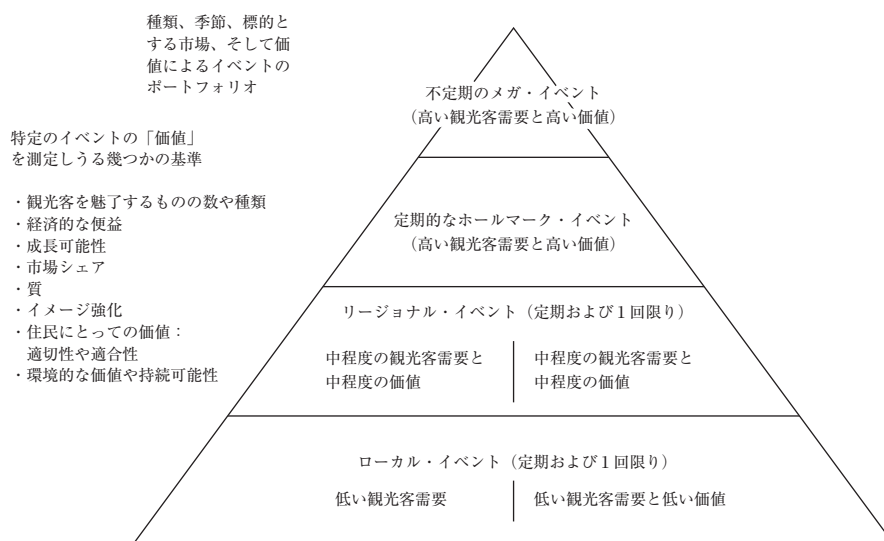 種類、季節、標的と
する市場、そして価
値によるイベントの
ポートフォリオ
特定のイベントの「価値」
を測定しうる幾つかの基準
・観光客を魅了するものの数や種類
・経済的な便益
・成長可能性
・市場シェア
・質
・イメージ強化
・住民にとっての価値：
適切性や適合性
・環境的な価値や持続可能性
不定期のメガ・イベント
（高い観光客需要と高い価値）
定期的なホールマーク・イベント
（高い観光客需要と高い価値）
リージョナル・イベント（定期および１回限り）
中程度の観光客需要と
中程度の価値
中程度の観光客需要と
中程度の価値
ローカル・イベント（定期および１回限り）
低い観光客需要
低い観光客需要と低い価値